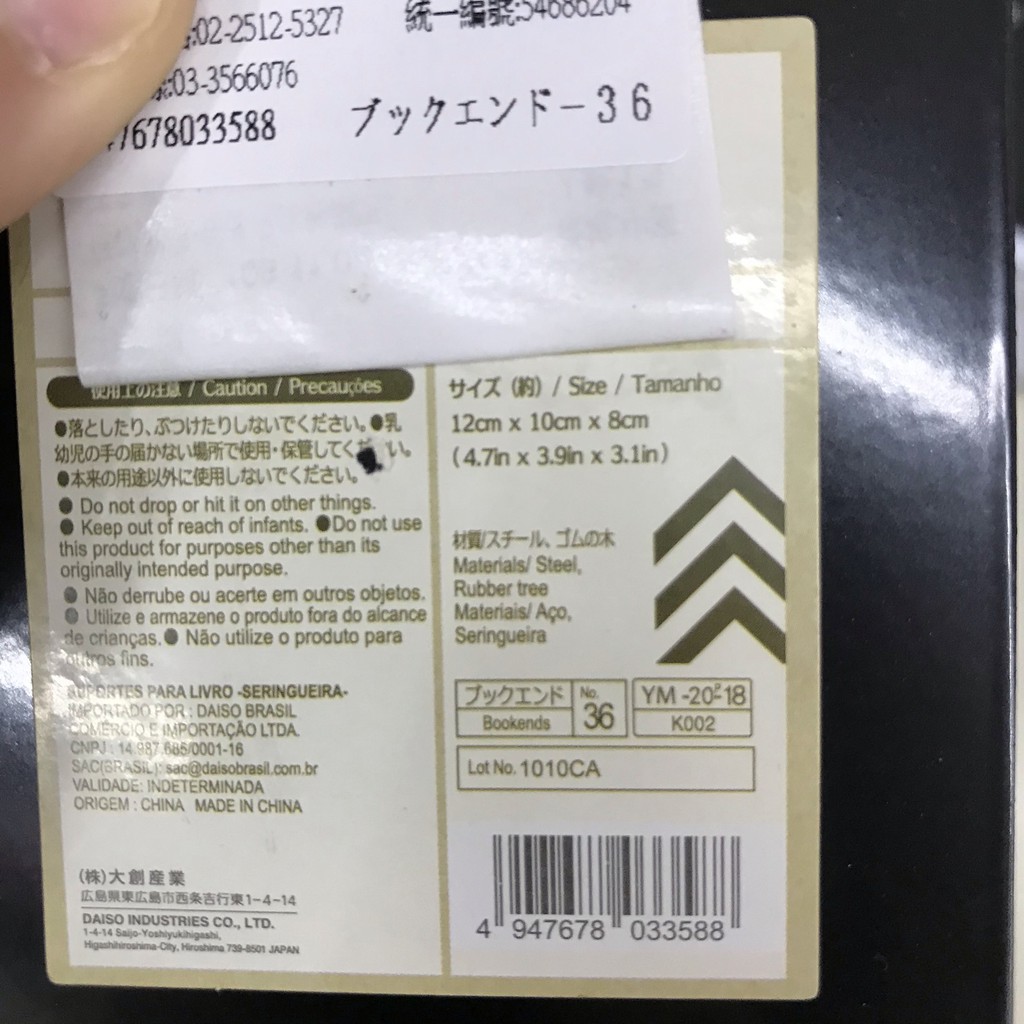 :02-2512-5327
統一編號:54686204
:03-3566076
7678033588
ブックエンド-36
使用上の注意 / Caution / Precauções
●落としたり、ぶつけたりしないでください。●乳
幼児の手の届かない場所で使用・保管してく い。
●本来の用途以外に使用しないでください。
● Do not drop or hit it on other things.
● Keep out of reach of infants. ●Do not use
this product for purposes other than its
originally intended purpose.
● Não derrube ou acerte em outros objetos.
● Utilize e armazene o produto fora do alcance
de crianças.● Não utilize o produto para
outros fins.
SUPORTES PARA LIVRO -SERINGUEIRA-
IMPORTADO POR : DAISO BRASIL
COMÉRCIO E IMPORTAÇÃO LTDA.
CNPJ : 14.987.685/0001-16
SAC(BRASIL): sac@daisobrasil.com.br
VALIDADE: INDETERMINADA
ORIGEM : CHINA MADE IN CHINA
(株)大創産業
広島県東広島市西条吉行東1-4-14
DAISO INDUSTRIES CO., LTD.
1-4-14 Saijo-Yoshiyukihigashi,
Higashihiroshima-City, Hiroshima 739-8501 JAPAN
サイズ (約) / Size / Tamanho
12cm x 10cm x 8cm
(4.7in x 3.9in x 3.1in)
材質/スチール、ゴムの木
Materials/ Steel,
Rubber tree
Materiais/ Aço,
Seringueira
ブックエンド
Bookends
No.
36
YM -20-P-18
K002
Lot No. 1010CA
4 947678 033588